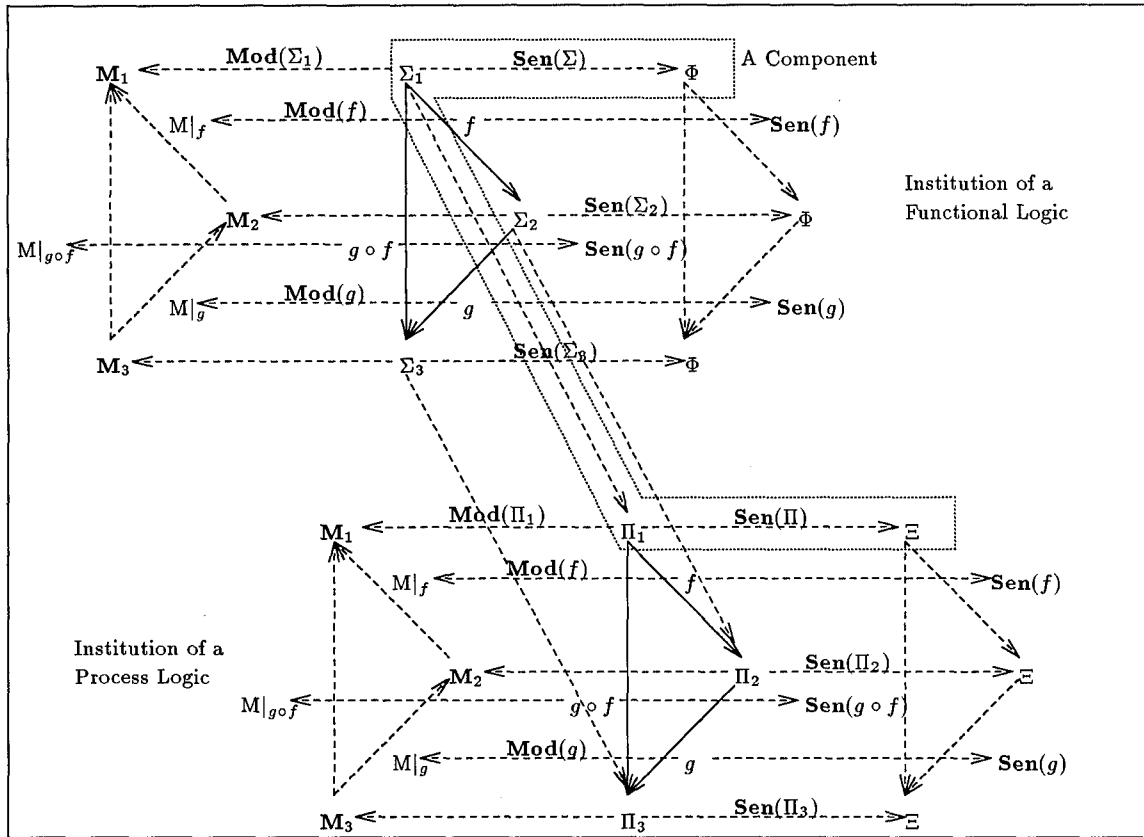 Mod(Σ₁) Sen(Σ)
M₁ Σ₁ Φ A Component
M|f Mod(f) f Sen(f)
Institution of a
Functional Logic
Sen(Σ₂)
M₂ Σ₂ Φ
M|g∘f g ∘ f Sen(g ∘ f)
M|g Mod(g) g Sen(g)
Sen(Σ₃)
M₃ Σ₃ Φ
Mod(Π₁) Sen(Π)
M₁ Π₁ Ξ
M|f Mod(f) f Sen(f)
Institution of a
Process Logic
Sen(Π₂)
M₂ Π₂ Ξ
M|g∘f g ∘ f Sen(g ∘ f)
M|g Mod(g) g Sen(g)
Sen(Π₃)
M₃ Π₃ Ξ